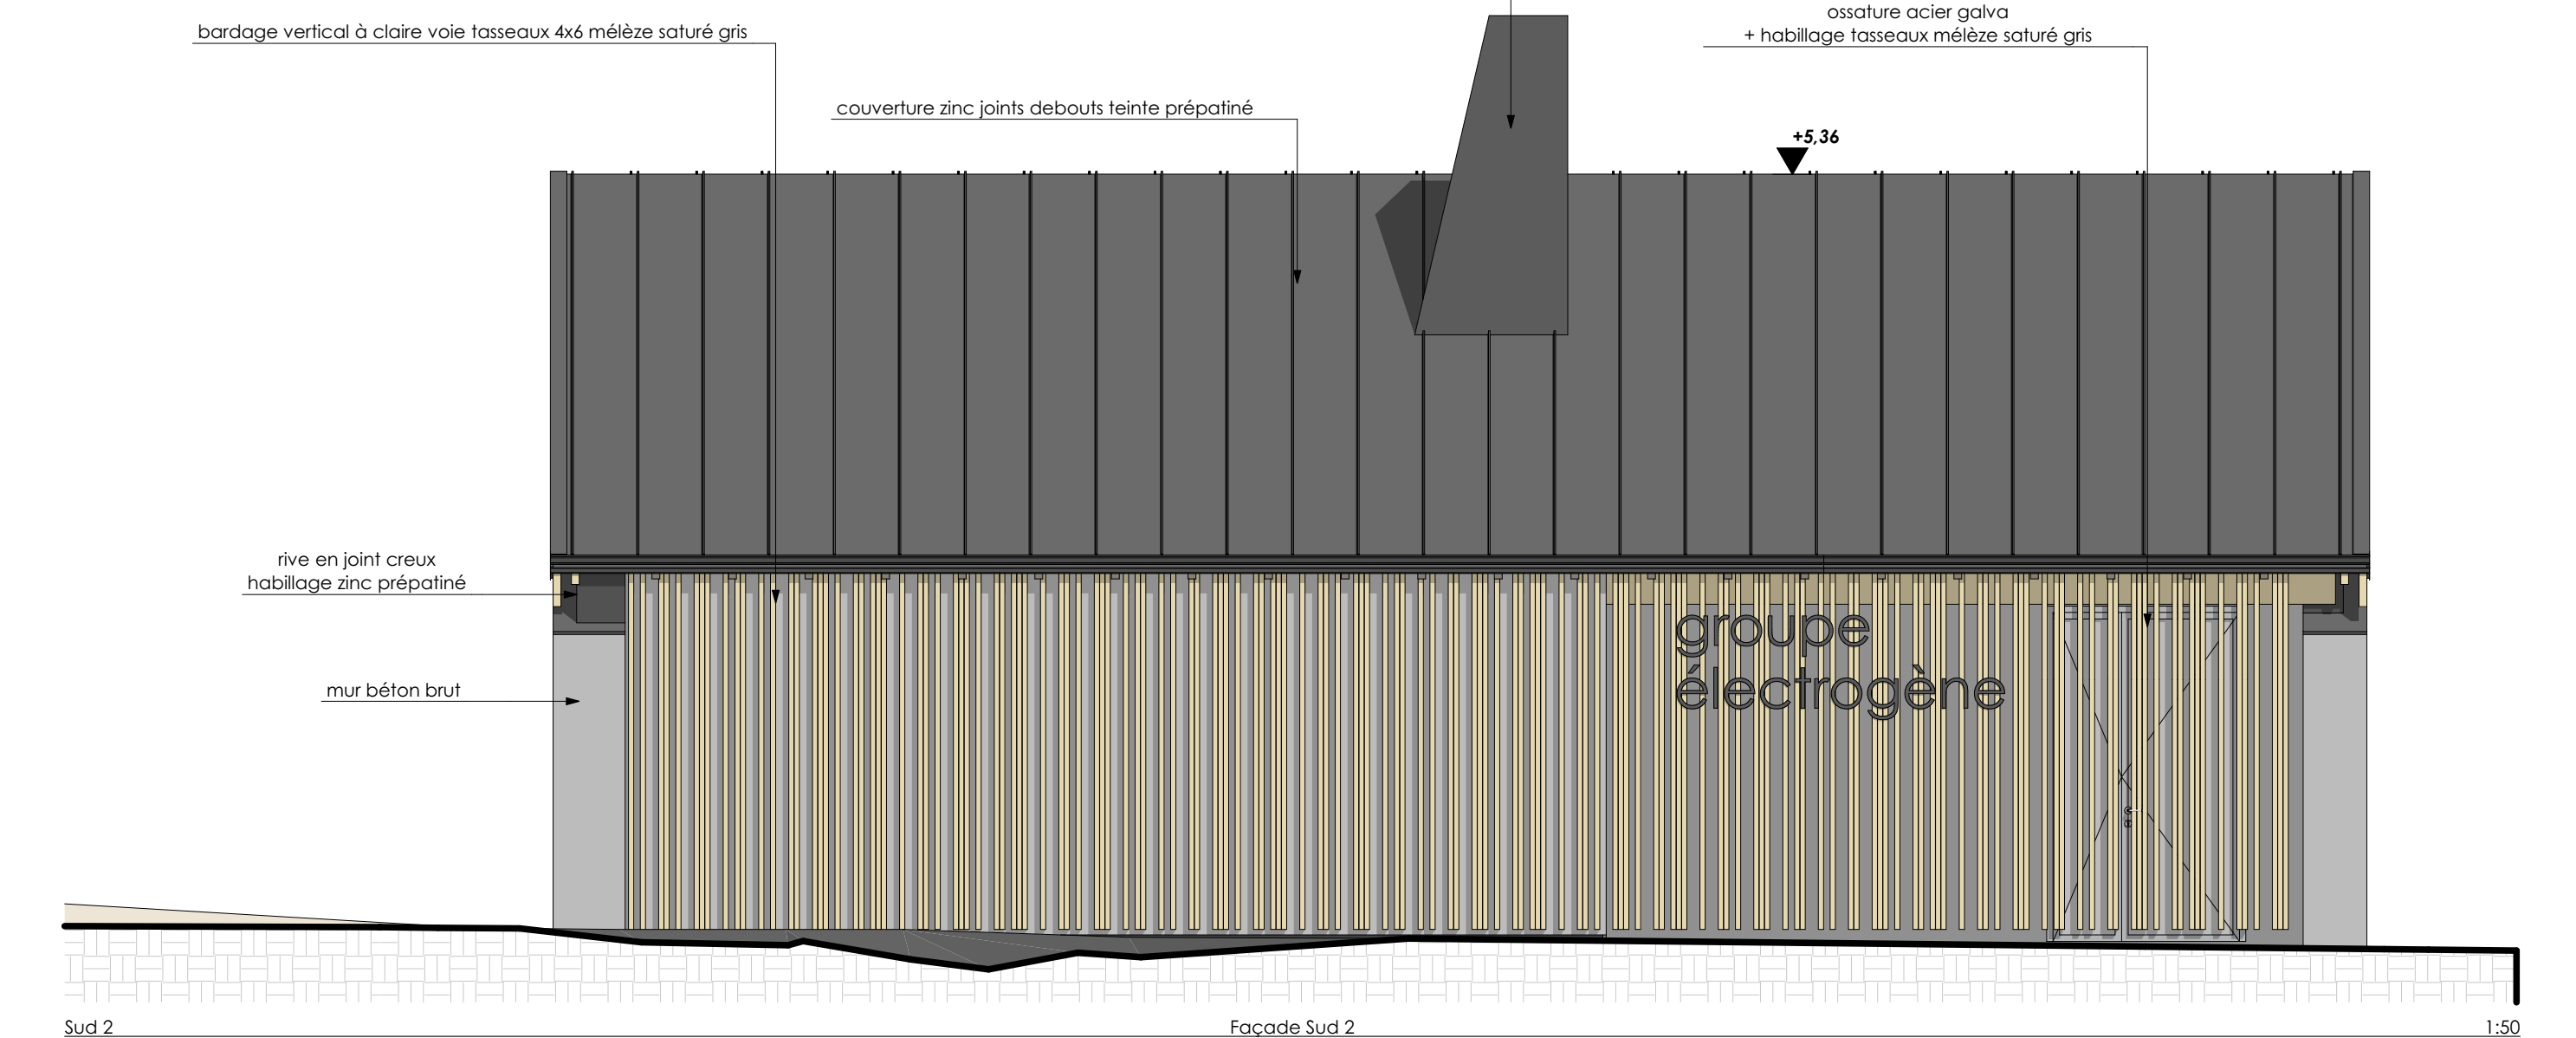 ossature acier galva
bardage vertical à claire voie tasseaux 4x6 mélèze saturé gris
+ habillage tasseaux mélèze saturé gris
couverture zinc joints debouts teinte prépatiné
+5,36
rive en joint creux
habillage zinc prépatiné
groupe
électrogène
mur béton brut
Sud 2
Façade Sud 2
1:50